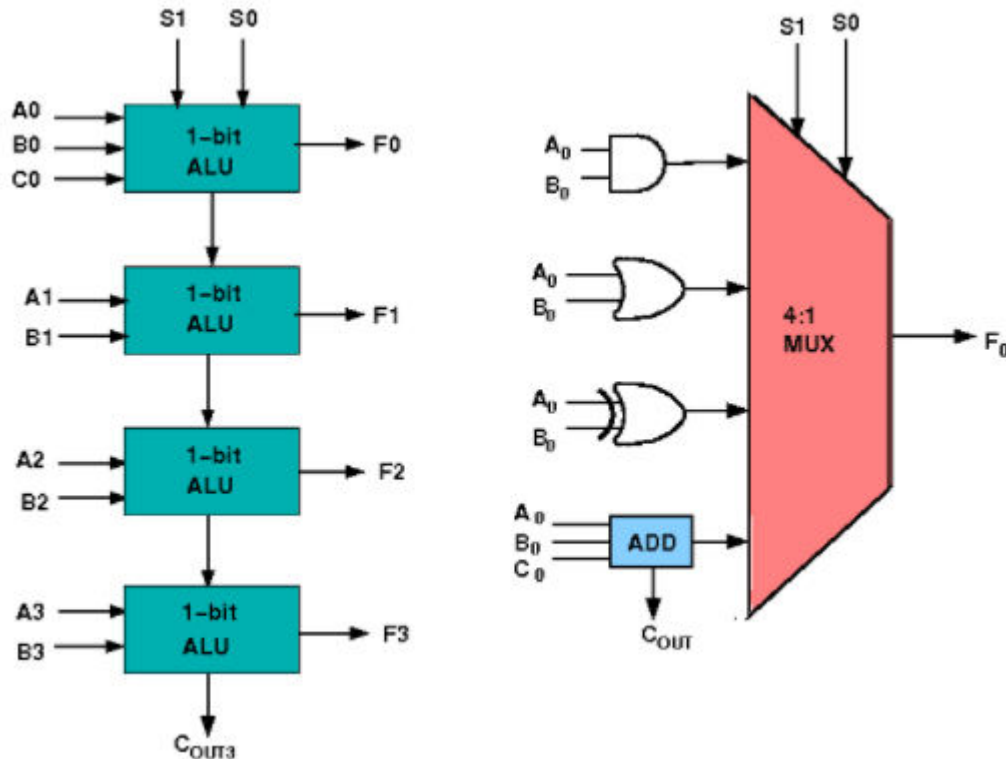 S1 S0
A0
B0
C0
1-bit
ALU
F0
A1
B1
1-bit
ALU
F1
A2
B2
1-bit
ALU
F2
A3
B3
1-bit
ALU
F3
COUT3
S1 S0
A0
B0
A0
B0
A0
B0
A0
B0
C0
ADD
COUT
4:1
MUX
F0